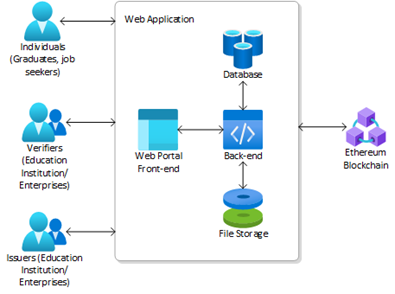 Web Application
Individuals
(Graduates, job
seekers)
Database
Verifiers
(Education
Institution/
Enterprises)
Web Portal
Front-end
Back-end
Ethereum
Blockchain
File Storage
Issuers (Education
Institution/
Enterprises)